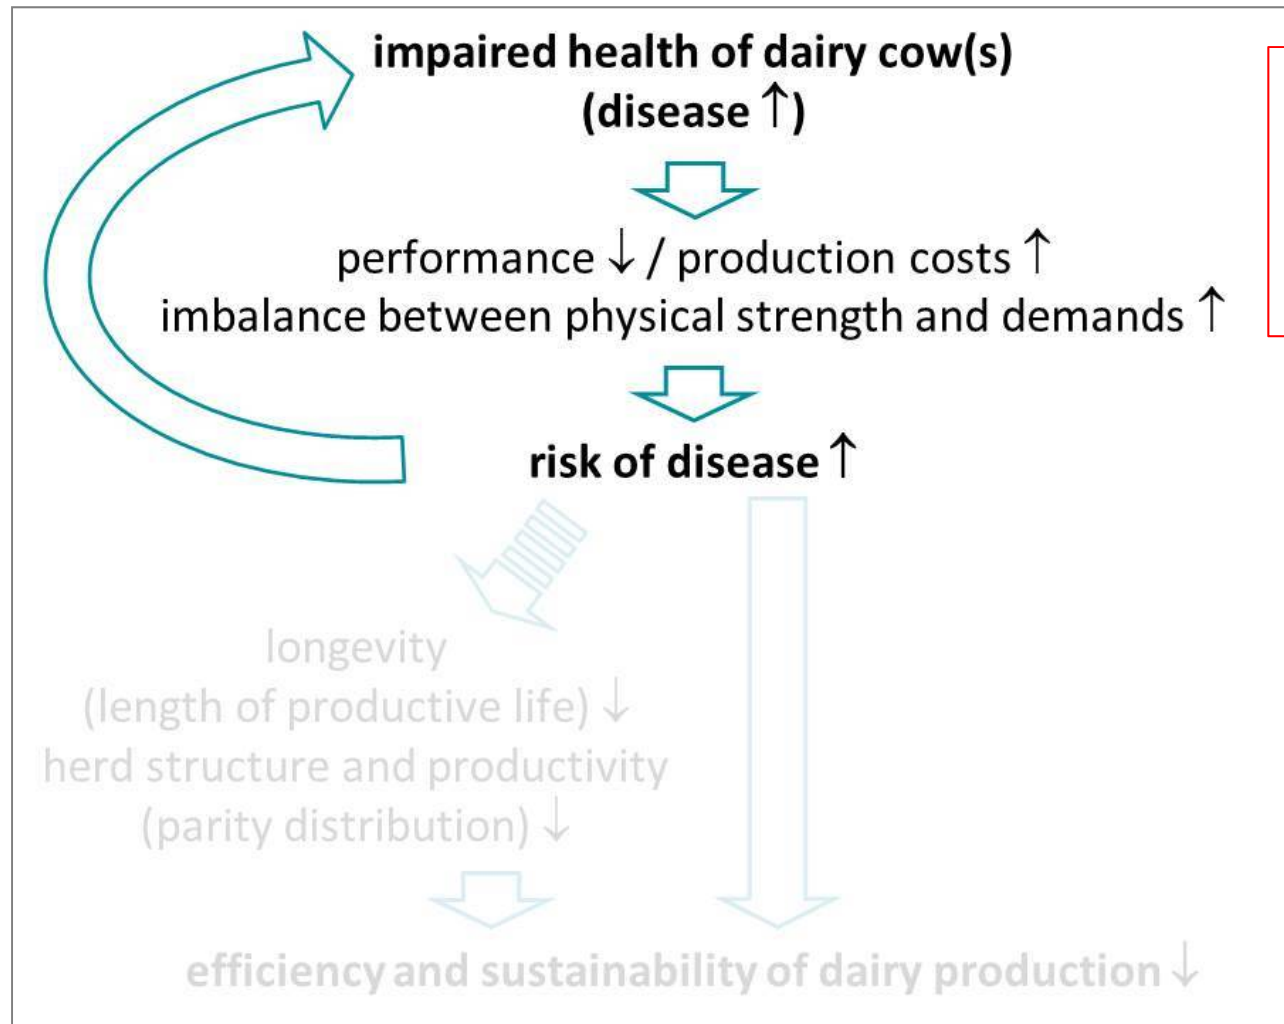 impaired health of dairy cow(s)
(disease ↑)
performance ↓ / production costs ↑
imbalance between physical strength and demands ↑
risk of disease ↑
longevity
(length of productive life) ↓
herd structure and productivity
(parity distribution) ↓
efficiency and sustainability of dairy production ↓